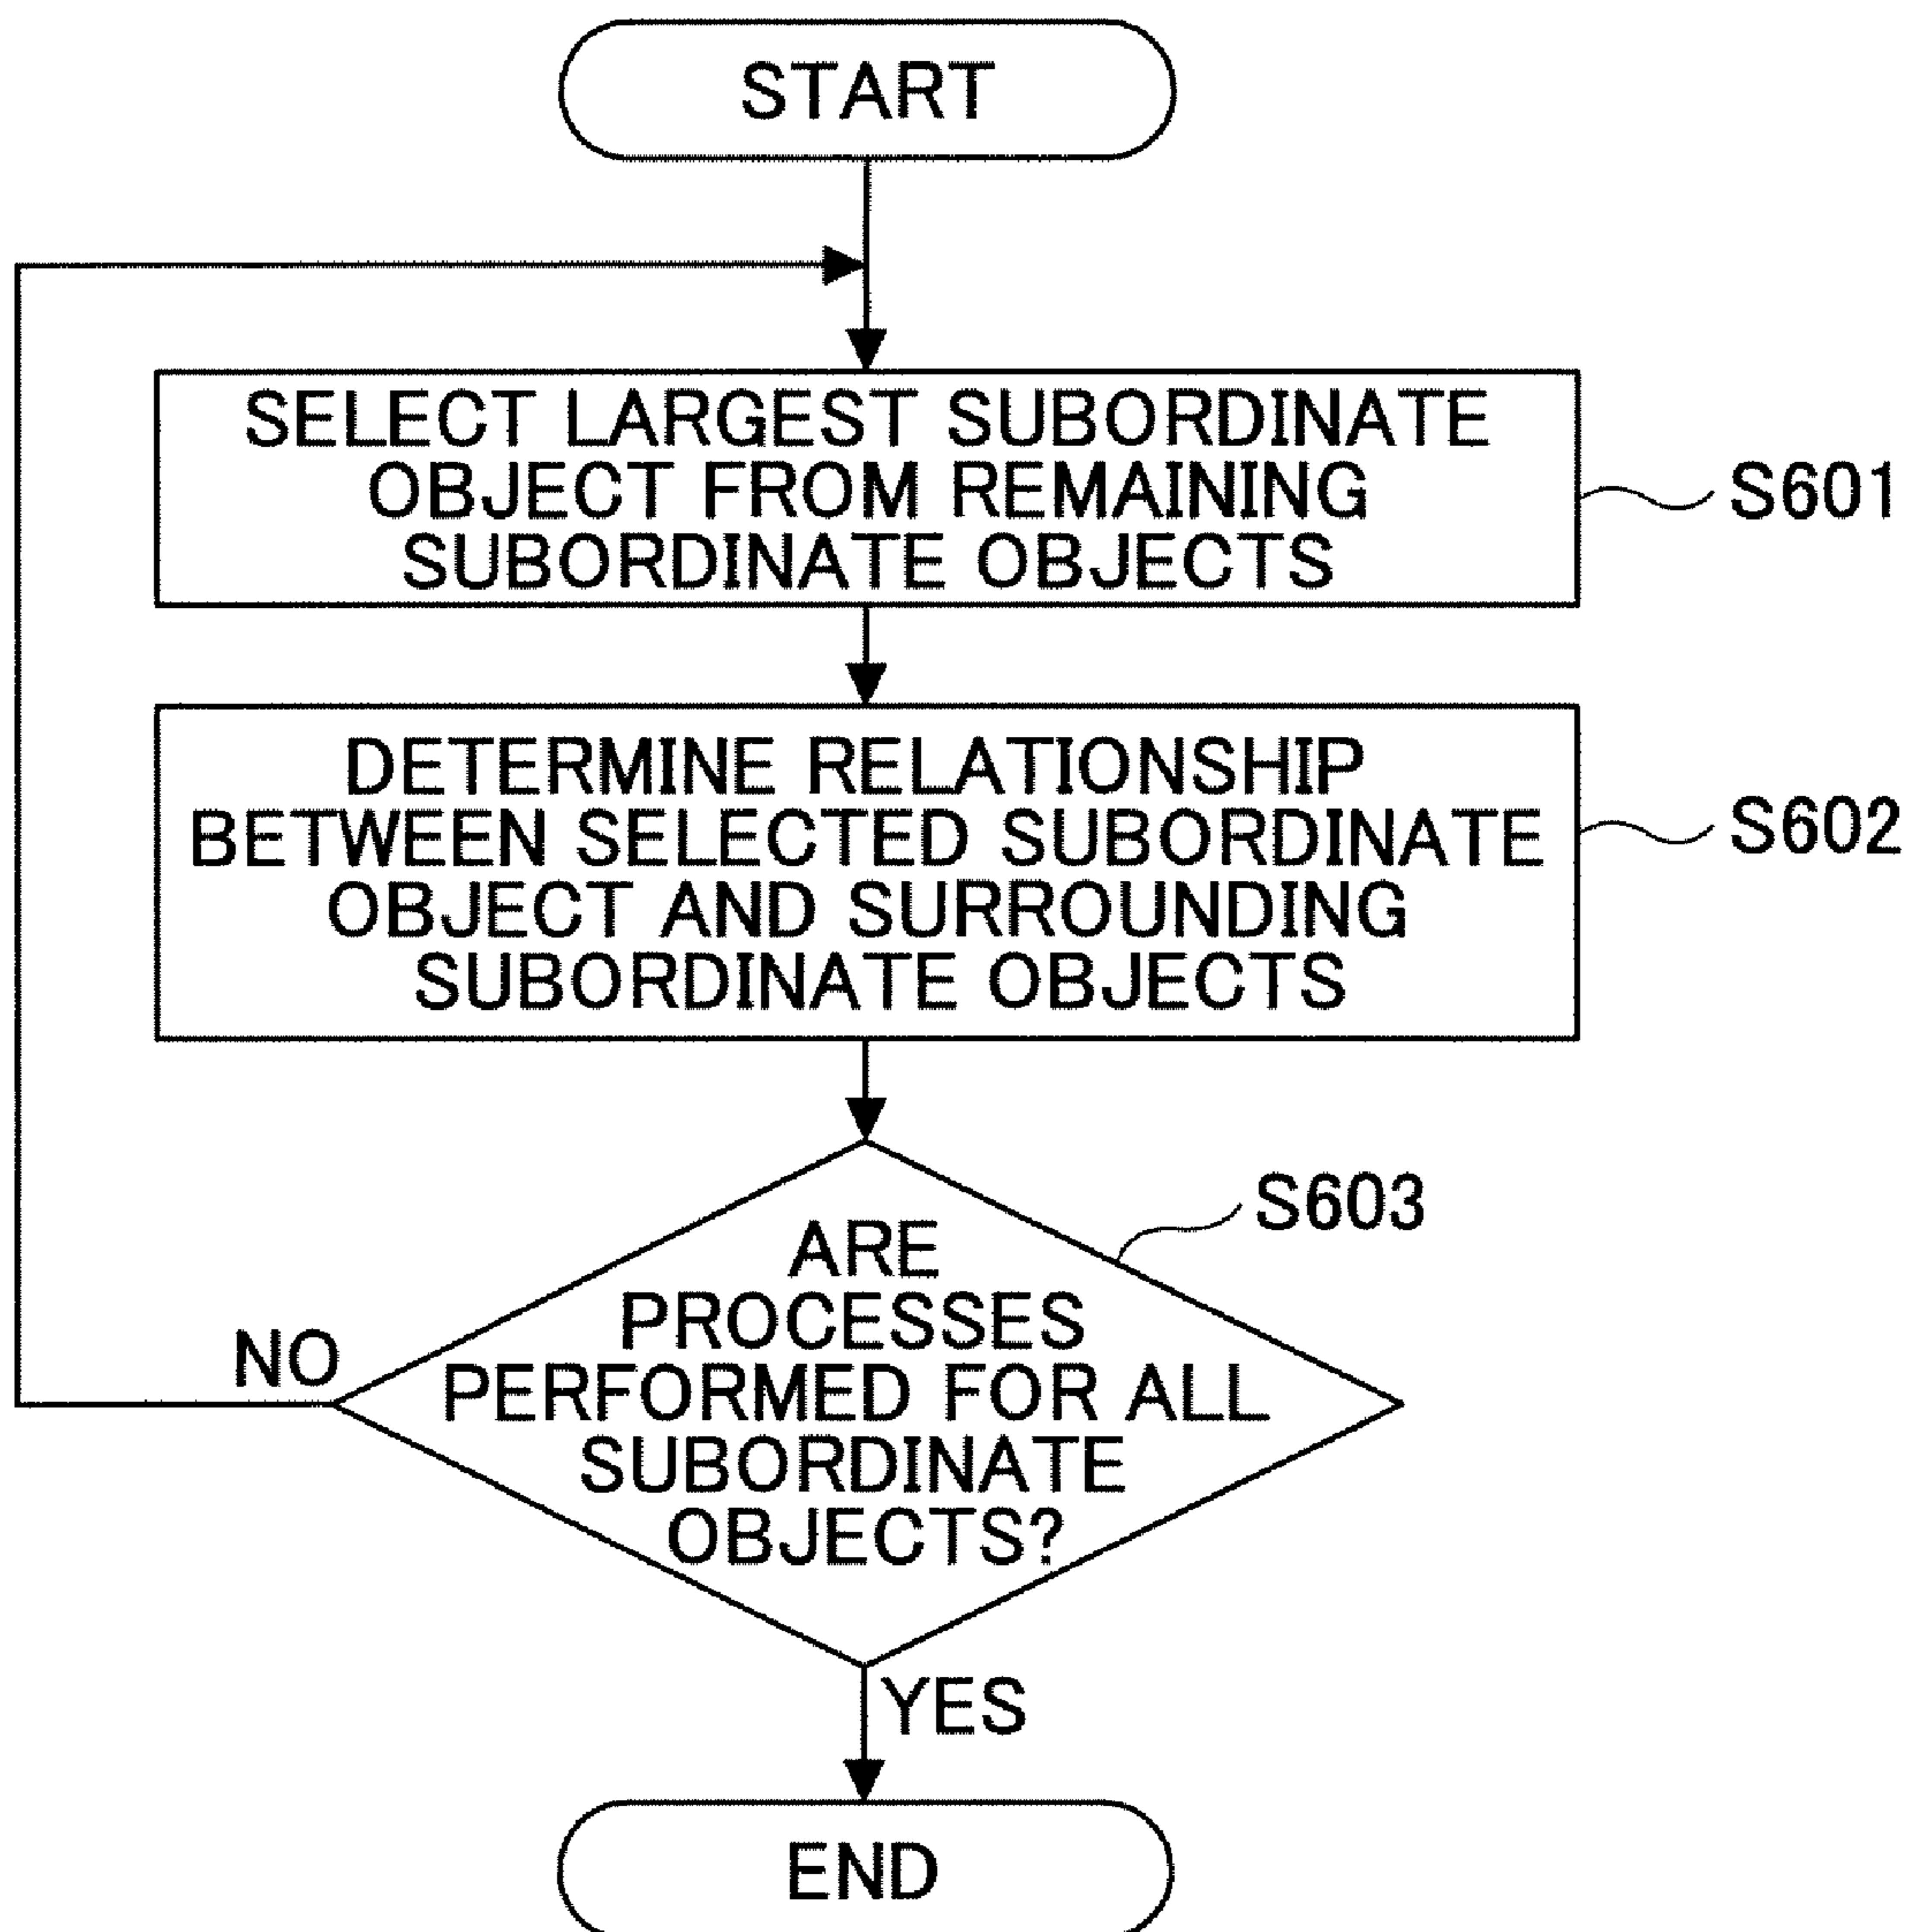 START
SELECT LARGEST SUBORDINATE
OBJECT FROM REMAINING
SUBORDINATE OBJECTS
S601
DETERMINE RELATIONSHIP
BETWEEN SELECTED SUBORDINATE
OBJECT AND SURROUNDING
SUBORDINATE OBJECTS
S602
S603
ARE
PROCESSES
PERFORMED FOR ALL
SUBORDINATE
OBJECTS?
NO
YES
END